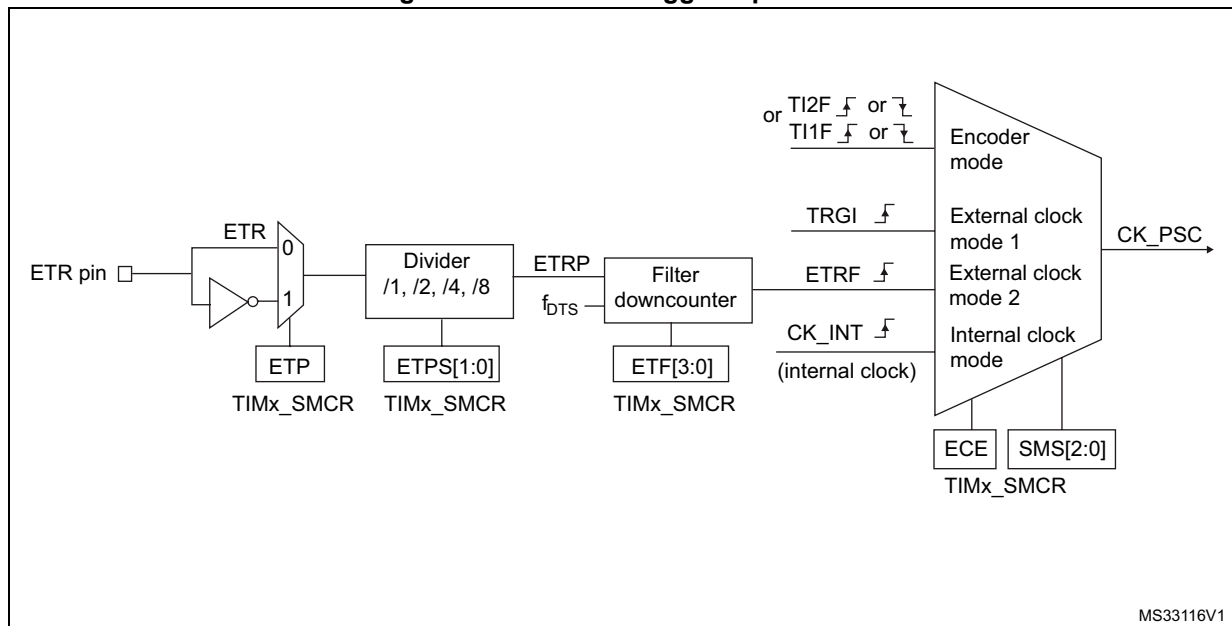 or TI2F or
TI1F or
Encoder
mode
TRGI
External clock
mode 1
CK_PSC
ETR
0
ETR pin
1
Divider
/1, /2, /4, /8
ETRP
fDTS
Filter
downcounter
ETRF
External clock
mode 2
CK_INT
(internal clock)
Internal clock
mode
ETP
TIMx_SMCR
ETPS[1:0]
TIMx_SMCR
ETF[3:0]
TIMx_SMCR
ECE
SMS[2:0]
TIMx_SMCR
MS33116V1